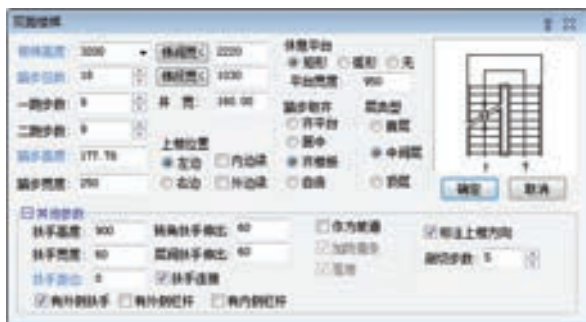 双跑楼梯
楼梯高度 3200 梯间宽< 2220 休息平台
踏步总数 18 梯段宽< 1030 矩形 弧形 无
平台宽度 950
一跑步数 9 井 宽: 160.00 踏步取齐 层类型
二跑步数 9 齐平台 首层
踏步高度 177.78 上楼位置 居中 中间层
左边 内边梁 齐楼板
踏步宽度 250 右边 外边梁 自由 顶层
确定 取消
其他参数
扶手高度 900 转角扶手伸出 60 作为坡道 标注上楼方向
扶手宽度 60 层间扶手伸出 60 加防滑条 剖切步数 5
扶手距边 0 扶手连接 落地
有外侧扶手 有外侧栏杆 有内侧栏杆